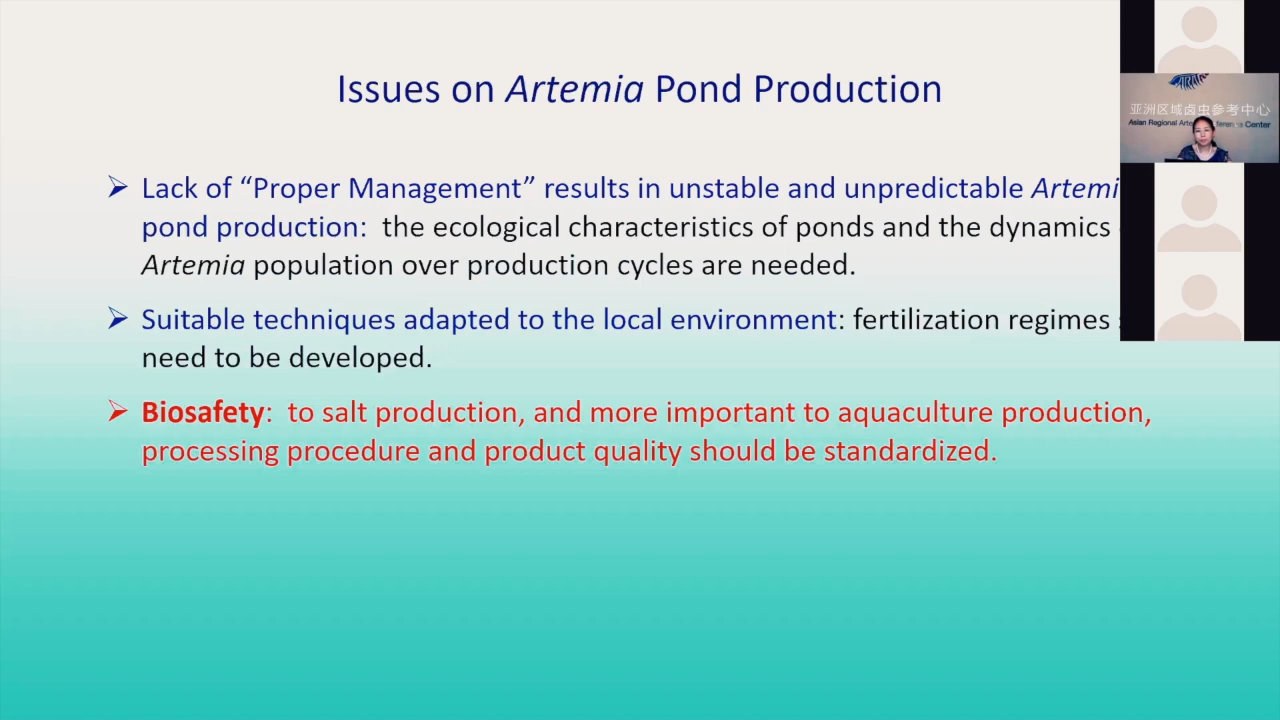 Issues on Artemia Pond Production
➢ Lack of “Proper Management” results in unstable and unpredictable
pond production: the ecological characteristics of ponds and the dynamics
Artemia population over production cycles are needed.
➢ Suitable techniques adapted to the local environment: fertilization regimes
need to be developed.
➢ Biosafety: to salt production, and more important to aquaculture production,
processing procedure and product quality should be standardized.
亚洲区域卤虫参考中心
Asian Regional Center